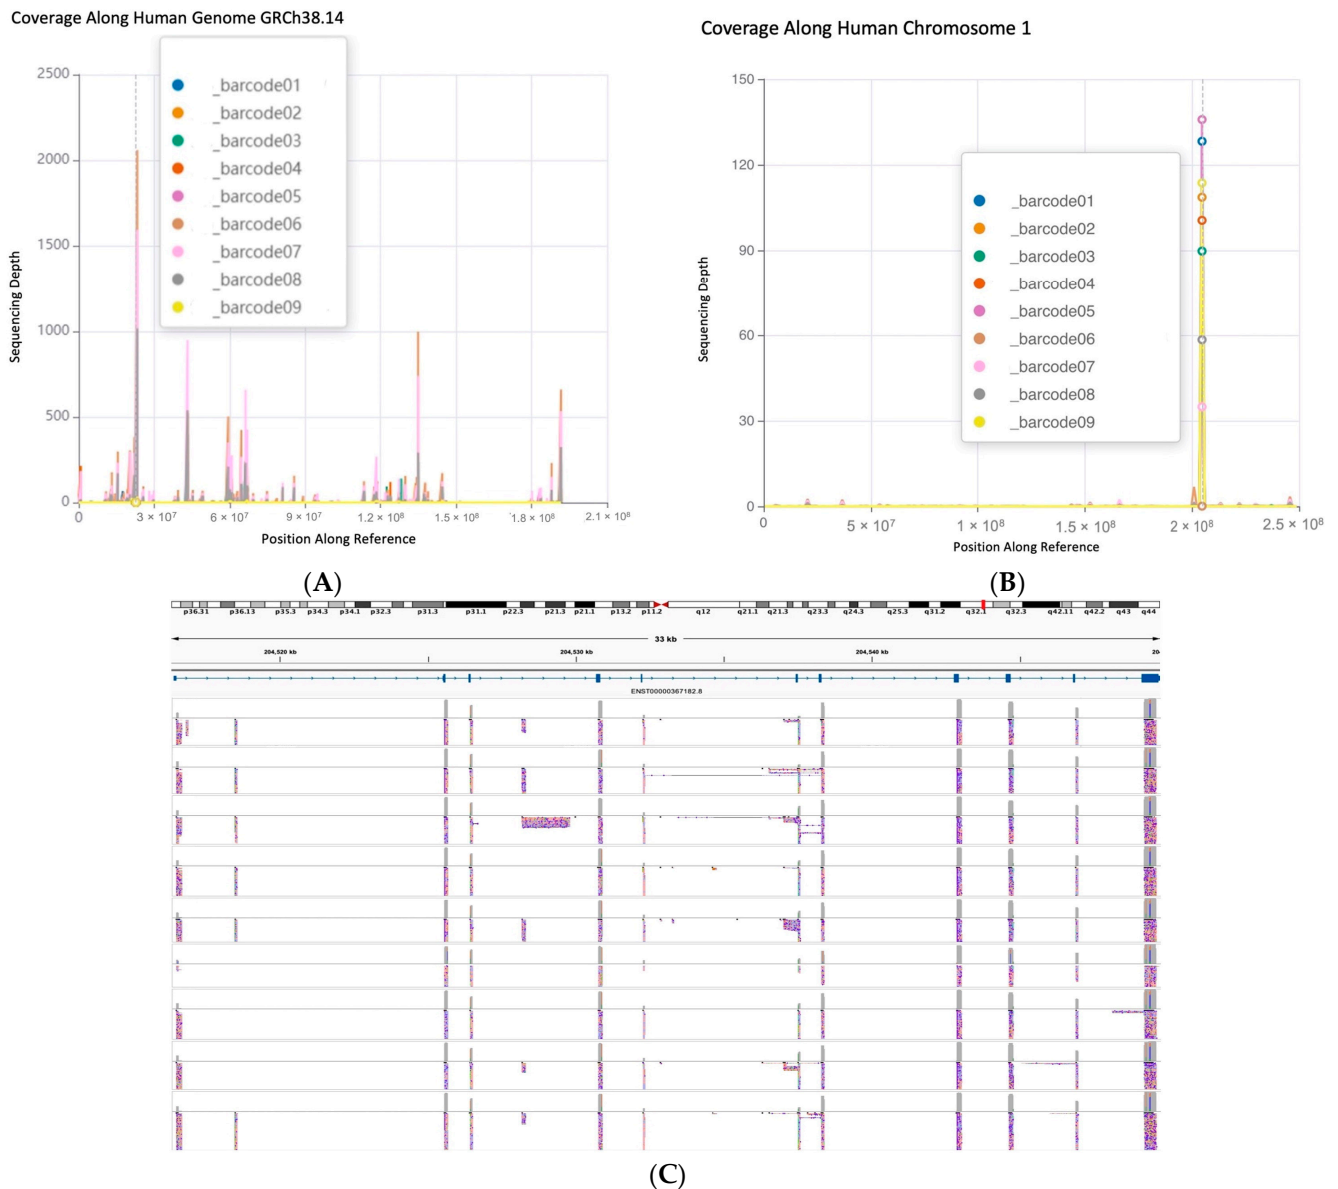 Coverage Along Human Genome GRCh38.14
_barcode01
_barcode02
_barcode03
_barcode04
_barcode05
_barcode06
_barcode07
_barcode08
_barcode09
2500
2000
1500
1000
500
0
Sequencing Depth
0 3 × 10⁷ 6 × 10⁷ 9 × 10⁷ 1.2 × 10⁸ 1.5 × 10⁸ 1.8 × 10⁸ 2.1 × 10⁸
Position Along Reference
(A)
Coverage Along Human Chromosome 1
_barcode01
_barcode02
_barcode03
_barcode04
_barcode05
_barcode06
_barcode07
_barcode08
_barcode09
150
120
90
60
30
0
Sequencing Depth
0 5 × 10⁷ 1 × 10⁸ 1.5 × 10⁸ 2 × 10⁸ 2.5 × 10⁸
Position Along Reference
(B)
p36.31 p36.13 p35.3 p34.3 p34.1 p32.3 p31.3 p31.1 p22.3 p21.3 p21.1 p13.2 p11.2 q12 q21.1 q21.3 q23.3 q24.3 q25.3 q31.2 q32.1 q32.3 q42.11 q42.2 q43 q44
33 kb
204,520 kb 204,530 kb 204,540 kb 20
ENST00000367182.8
(C)